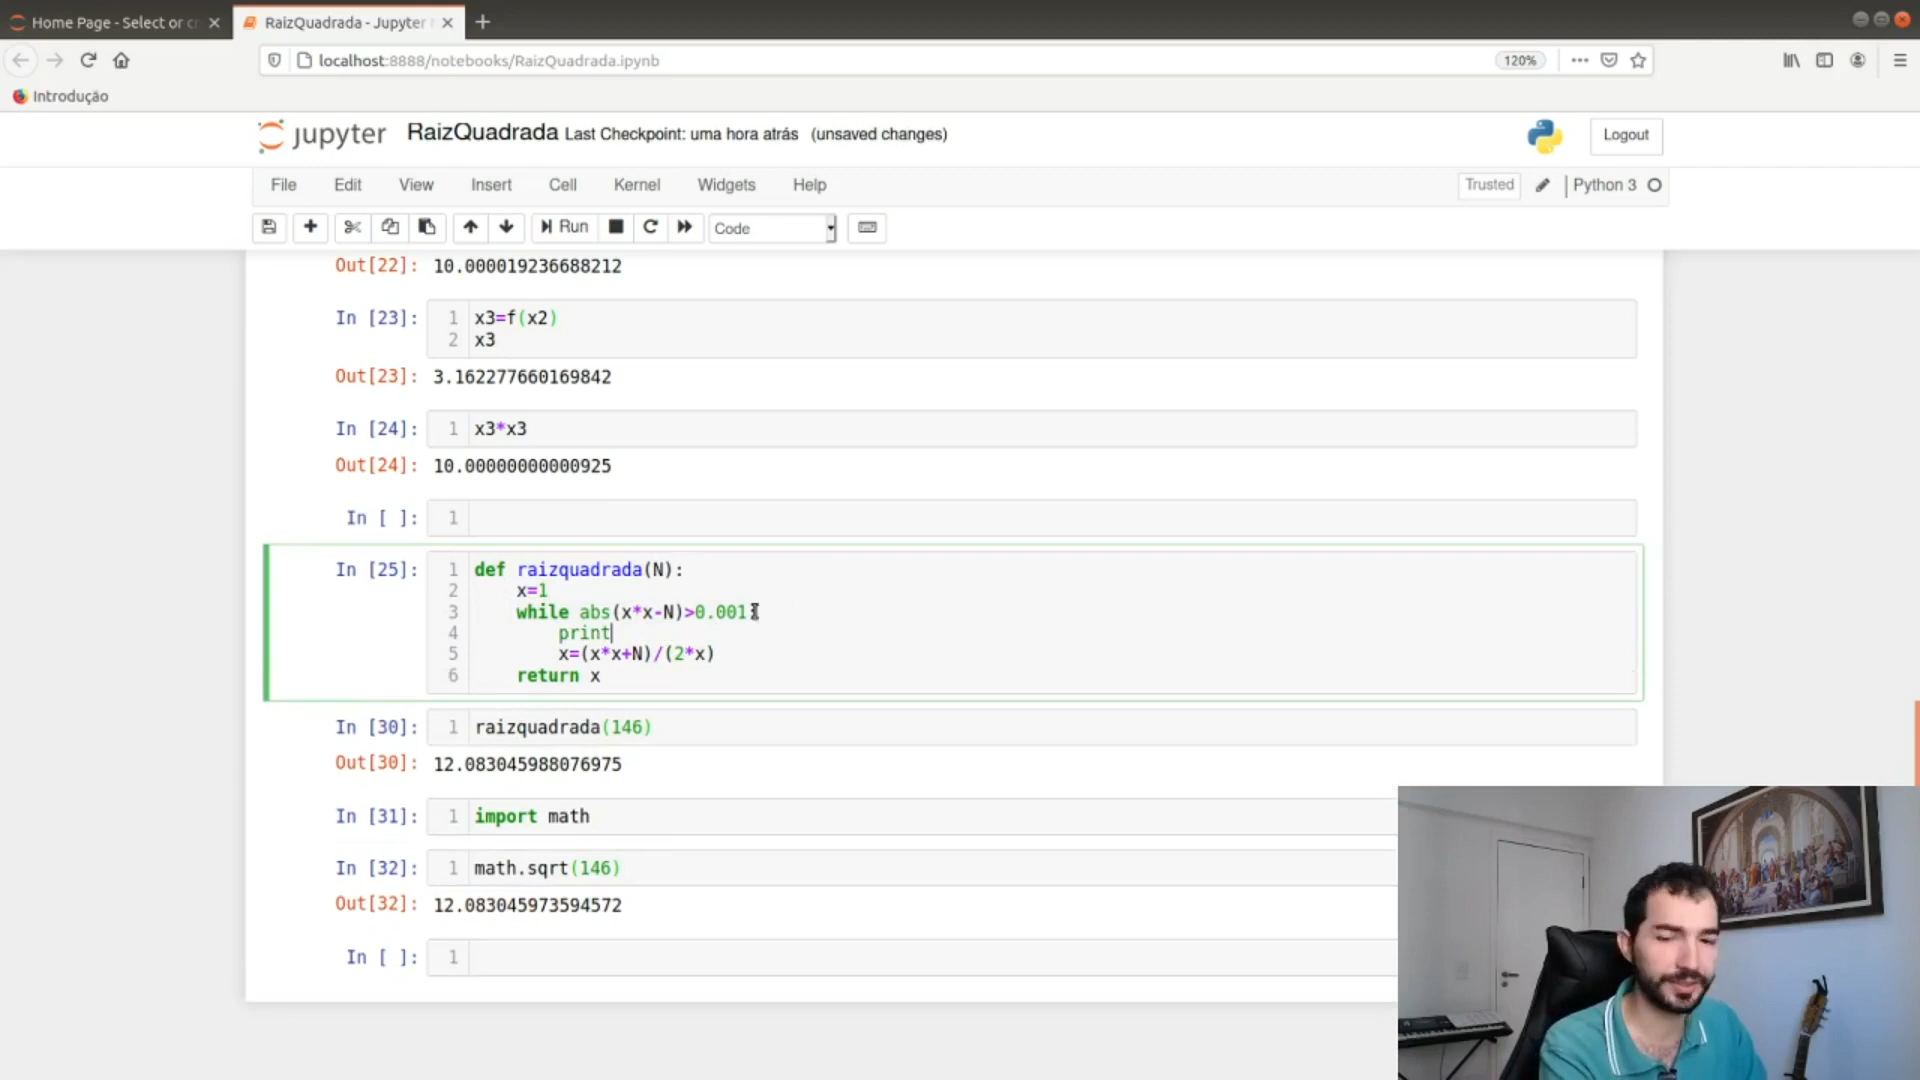 Home Page - Select or cr
RaizQuadrada - Jupyter
localhost:8888/notebooks/RaizQuadrada.ipynb
120%
Introdução
jupyter
RaizQuadrada Last Checkpoint: uma hora atrás (unsaved changes)
Logout
File Edit View Insert Cell Kernel Widgets Help
Trusted
Python 3
Run
Code
Out[22]: 10.000019236688212
In [23]: 1 x3=f(x2)
2 x3
Out[23]: 3.162277660169842
In [24]: 1 x3*x3
Out[24]: 10.00000000000925
In [ ]: 1
In [25]: 1 def raizquadrada(N):
2 x=1
3 while abs(x*x-N)>0.001:
4 print
5 x=(x*x+N)/(2*x)
6 return x
In [30]: 1 raizquadrada(146)
Out[30]: 12.083045988076975
In [31]: 1 import math
In [32]: 1 math.sqrt(146)
Out[32]: 12.083045973594572
In [ ]: 1